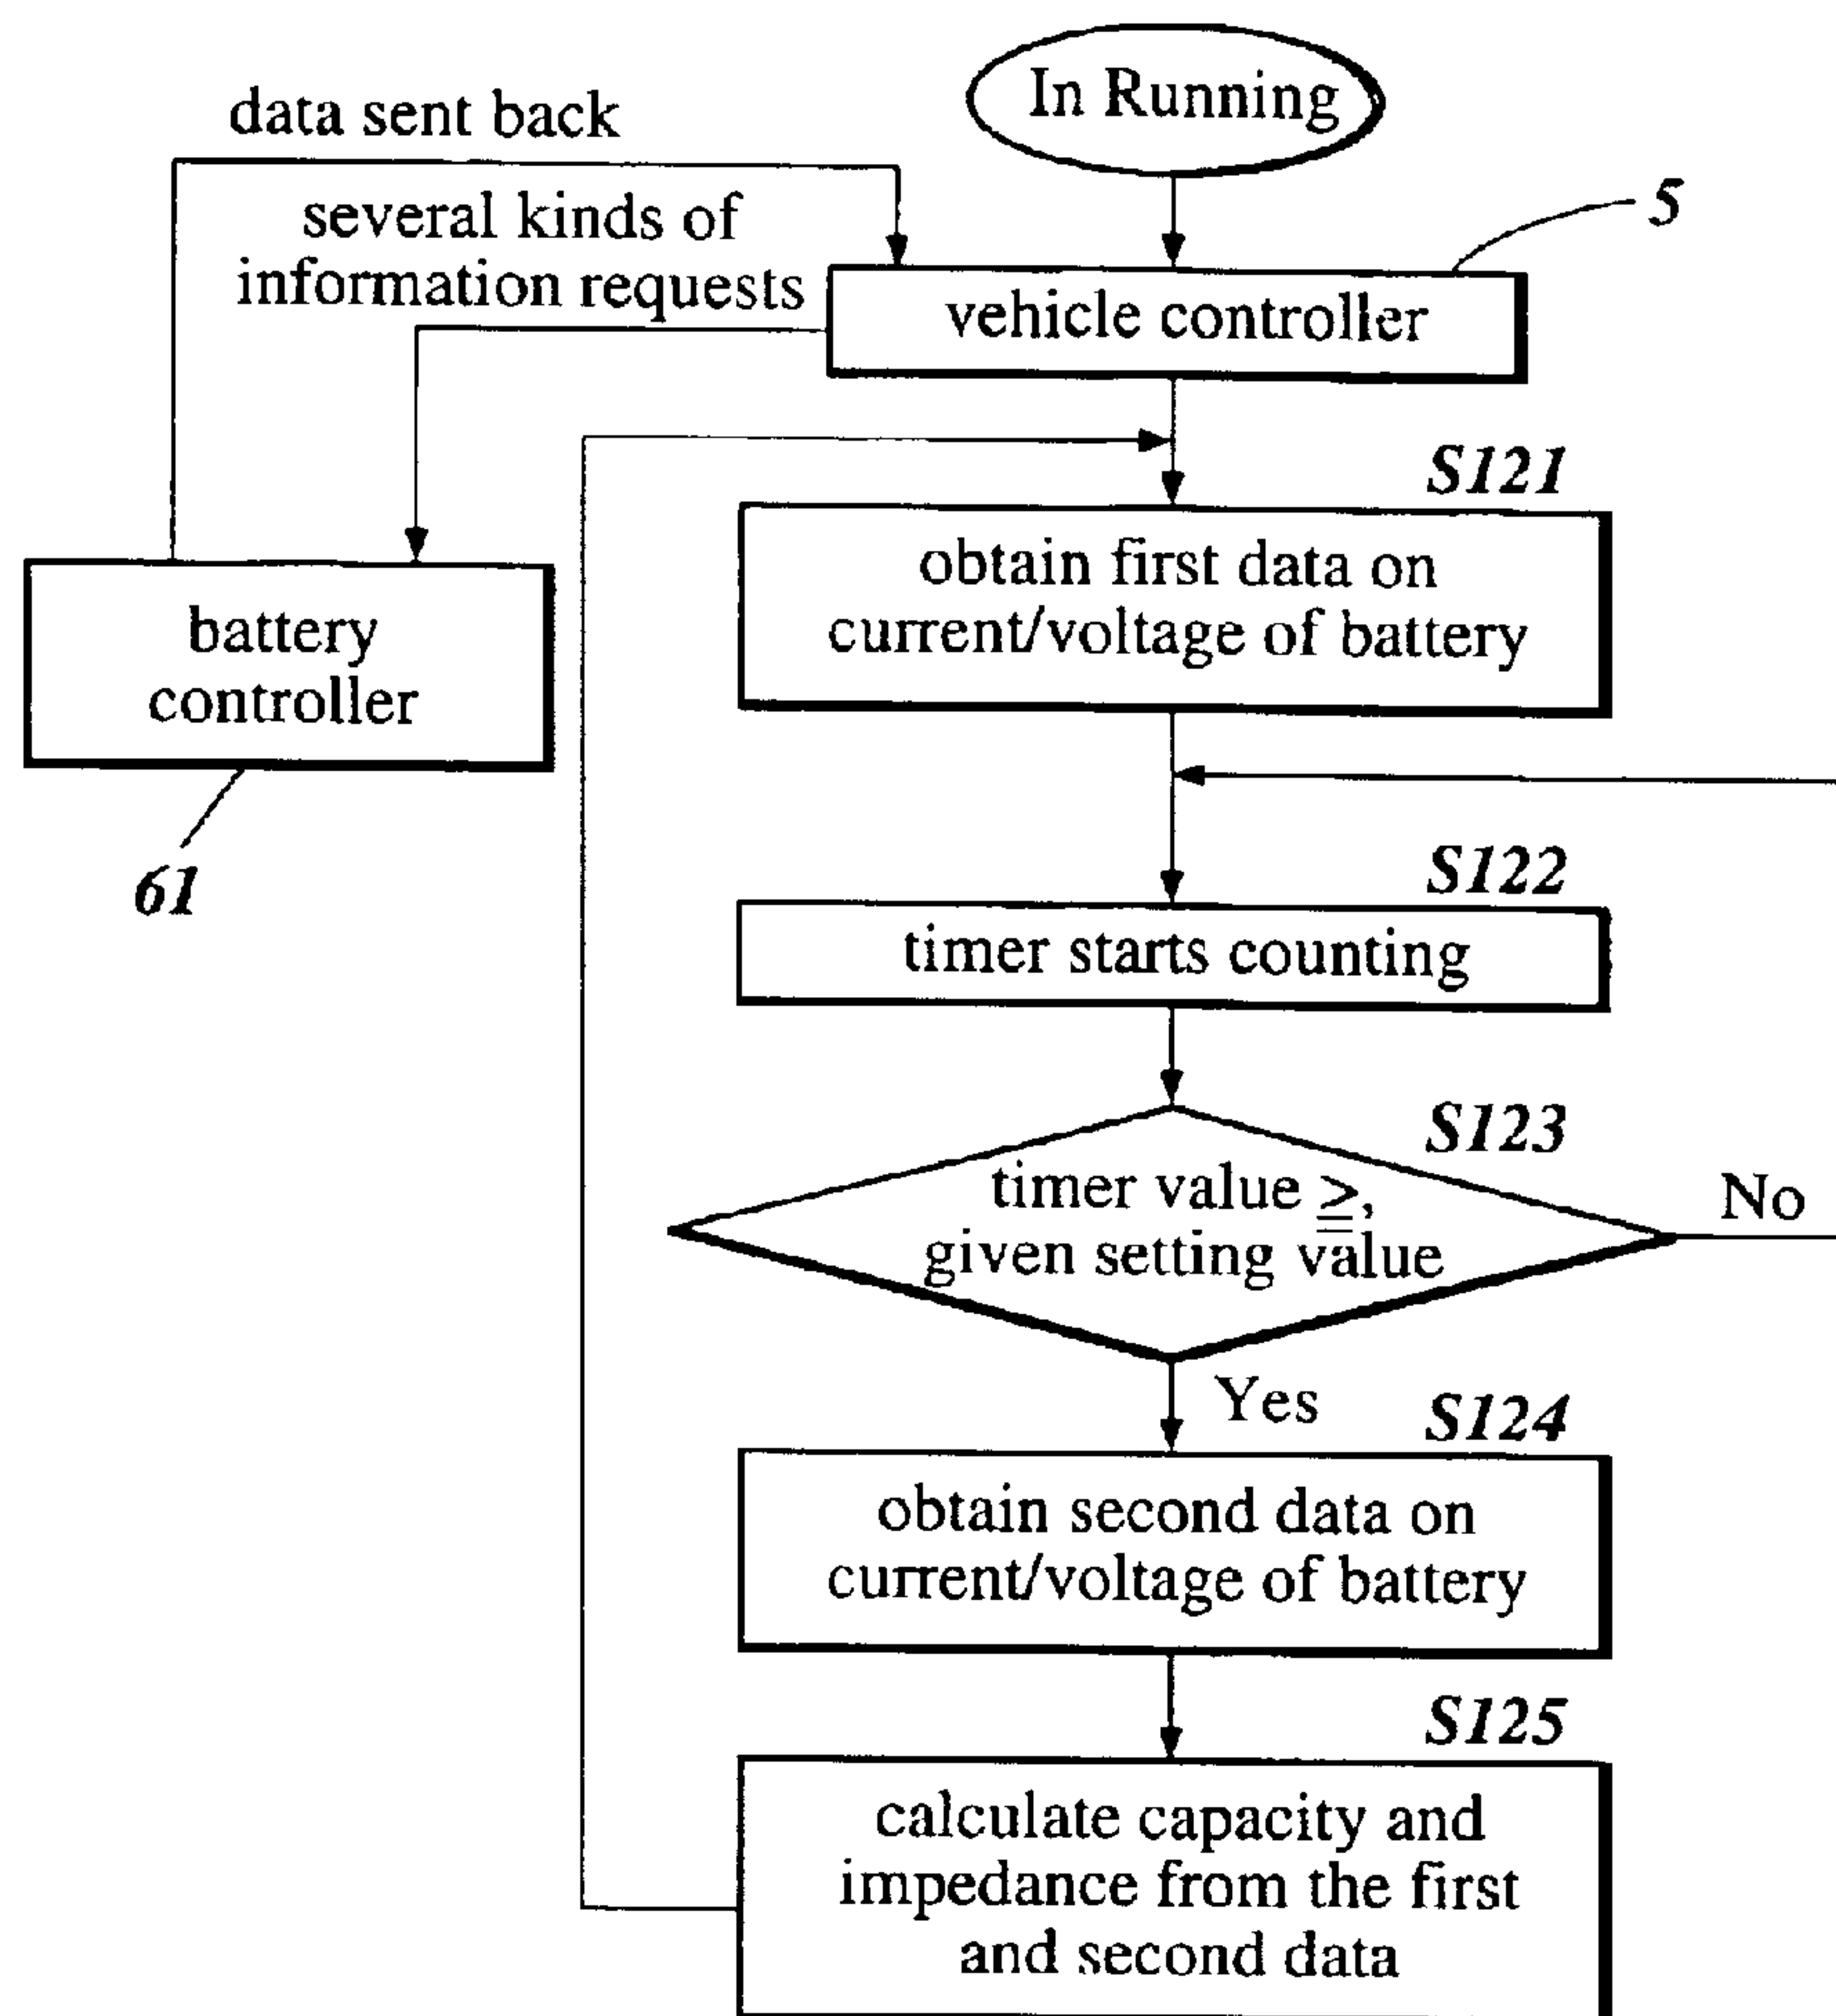 In Running
data sent back
several kinds of
information requests
5
vehicle controller
S121
obtain first data on
current/voltage of battery
battery
controller
61
S122
timer starts counting
S123
timer value ≧,
given setting value
No
Yes
S124
obtain second data on
current/voltage of battery
S125
calculate capacity and
impedance from the first
and second data